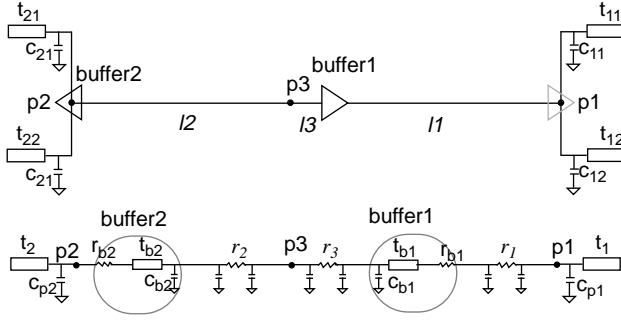 t21 t11
c21 c11
buffer2 p3 buffer1
p2 p1
l2 l3 l1
t22 t12
c21 c12
buffer2 buffer1
t2 p2 rb2 tb2 r2 p3 r3 tb1 rb1 r1 p1 t1
cp2 cb2 cb1 cp1